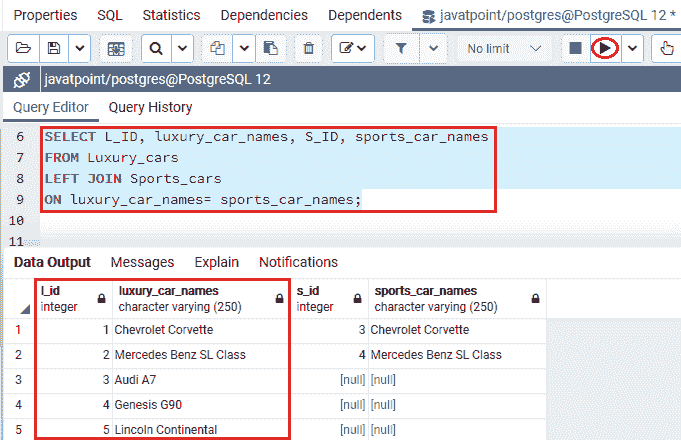 Properties SQL Statistics Dependencies Dependents javatpoint/postgres@PostgreSQL 12 *
No limit
javatpoint/postgres@PostgreSQL 12
Query Editor Query History
6 SELECT L_ID, luxury_car_names, S_ID, sports_car_names
7 FROM Luxury_cars
8 LEFT JOIN Sports_cars
9 ON luxury_car_names= sports_car_names;
10
11
Data Output Messages Explain Notifications
l_id luxury_car_names s_id sports_car_names
integer character varying (250) integer character varying (250)
1 1 Chevrolet Corvette 3 Chevrolet Corvette
2 2 Mercedes Benz SL Class 4 Mercedes Benz SL Class
3 3 Audi A7 [null] [null]
4 4 Genesis G90 [null] [null]
5 5 Lincoln Continental [null] [null]